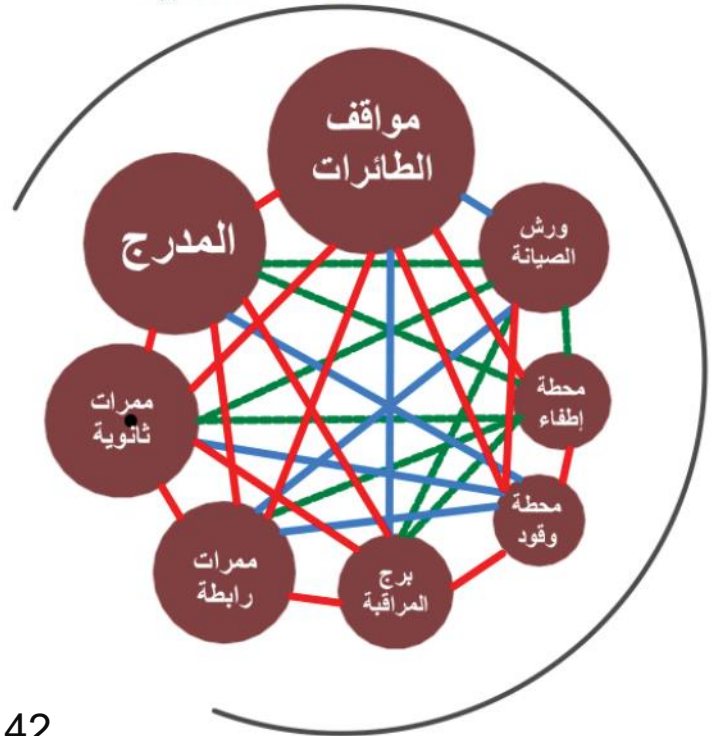 مواقف
الطائرات
المدرج
ورش
الصيانة
ممرات
ثانوية
محطة
إطفاء
محطة
وقود
ممرات
رابطة
برج
المراقبة
42